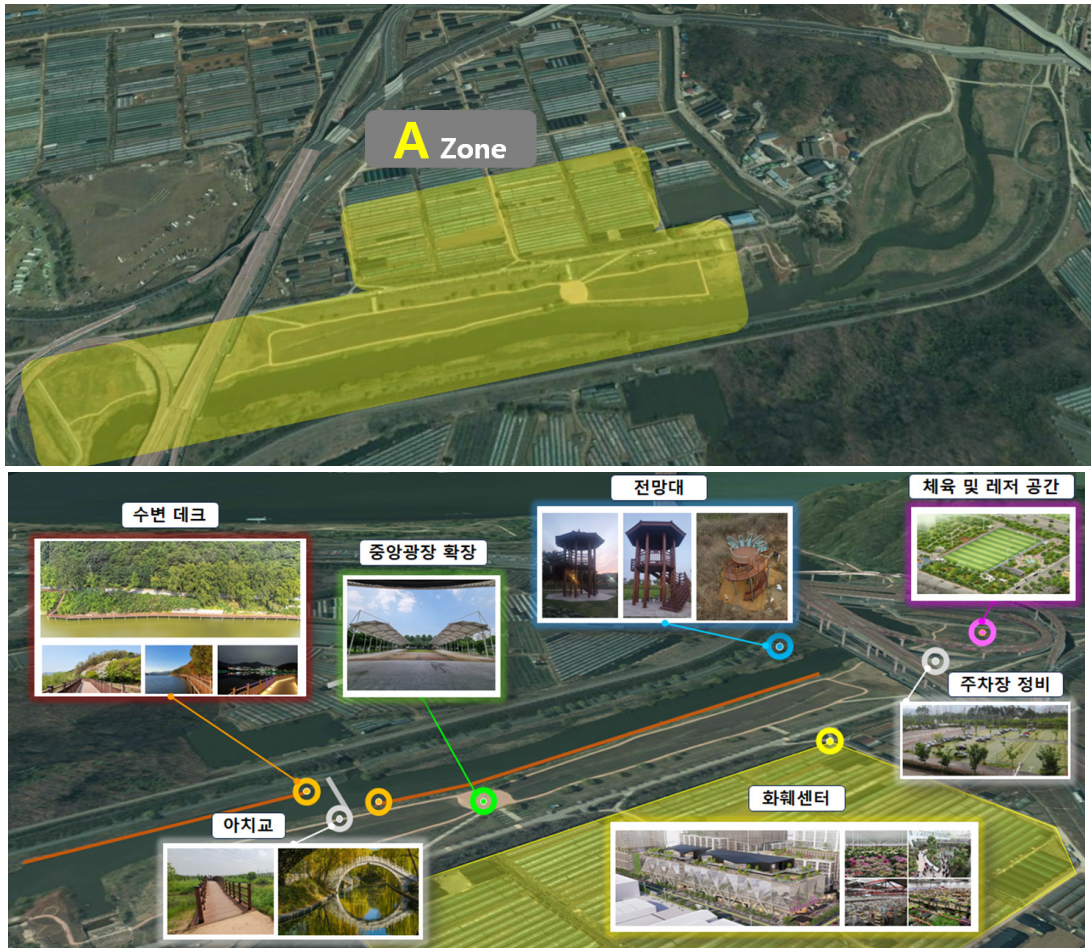 A Zone
수변 데크
중앙광장 확장
전망대
체육 및 레저 공간
주차장 정비
아치교
화훼센터